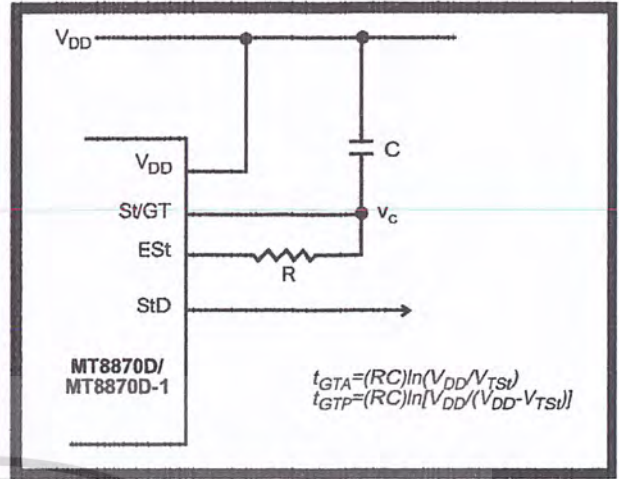 VDD
VDD
C
St/GT
vc
ESt
R
StD
MT8870D/
MT8870D-1
tGTA=(RC)ln(VDD/VTSt)
tGTP=(RC)ln[VDD/(VDD-VTSt)]